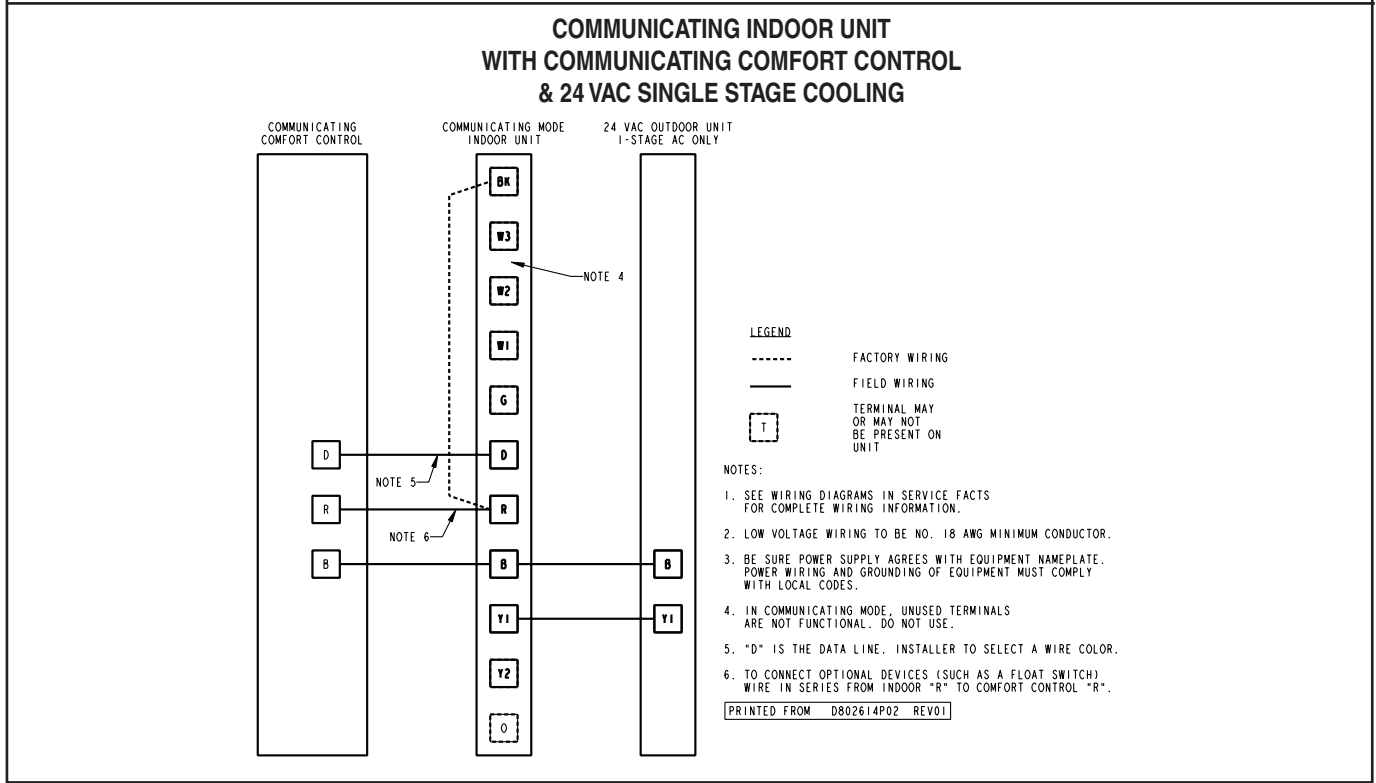 COMMUNICATING INDOOR UNIT
WITH COMMUNICATING COMFORT CONTROL
& 24 VAC SINGLE STAGE COOLING
COMMUNICATING
COMFORT CONTROL
COMMUNICATING MODE
INDOOR UNIT
24 VAC OUTDOOR UNIT
1-STAGE AC ONLY
BK
W3
NOTE 4
W2
W1
G
D
D
NOTE 5
R
R
NOTE 6
B
B
B
Y1
Y1
Y2
O
LEGEND
FACTORY WIRING
FIELD WIRING
T
TERMINAL MAY
OR MAY NOT
BE PRESENT ON
UNIT
NOTES:
1. SEE WIRING DIAGRAMS IN SERVICE FACTS
FOR COMPLETE WIRING INFORMATION.
2. LOW VOLTAGE WIRING TO BE NO. 18 AWG MINIMUM CONDUCTOR.
3. BE SURE POWER SUPPLY AGREES WITH EQUIPMENT NAMEPLATE.
POWER WIRING AND GROUNDING OF EQUIPMENT MUST COMPLY
WITH LOCAL CODES.
4. IN COMMUNICATING MODE, UNUSED TERMINALS
ARE NOT FUNCTIONAL. DO NOT USE.
5. "D" IS THE DATA LINE. INSTALLER TO SELECT A WIRE COLOR.
6. TO CONNECT OPTIONAL DEVICES (SUCH AS A FLOAT SWITCH)
WIRE IN SERIES FROM INDOOR "R" TO COMFORT CONTROL "R".
PRINTED FROM D802614P02 REV01